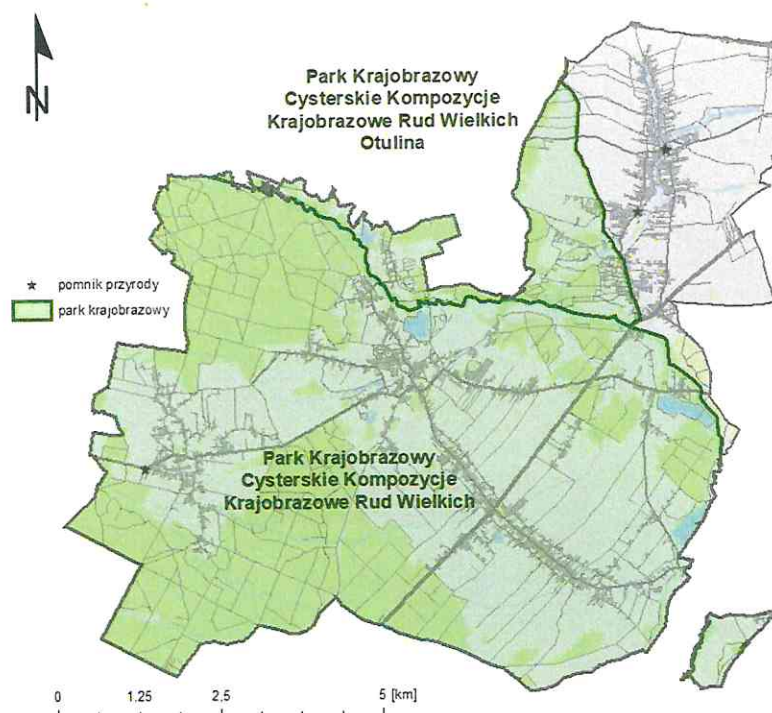 N
Park Krajobrazowy
Cysterskie Kompozycje
Krajobrazowe Rud Wielkich
Otulina
pomnik przyrody
park krajobrazowy
Park Krajobrazowy
Cysterskie Kompozycje
Krajobrazowe Rud Wielkich
0 1.25 2,5 5 [km]